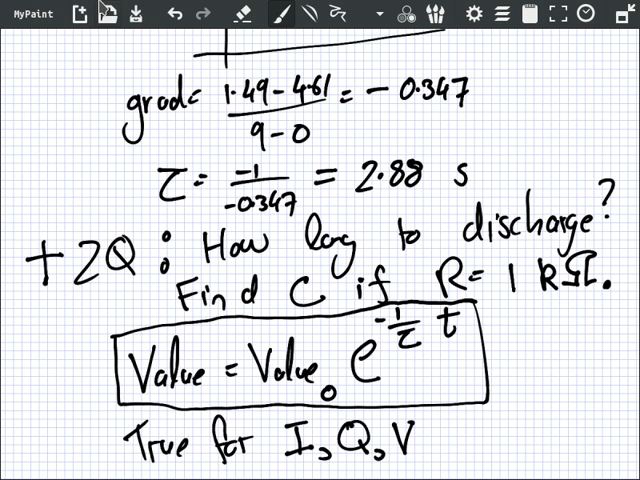 MyPaint
grad = 1.49 - 4.61 / 9 - 0 = - 0.347
τ = -1 / -0.347 = 2.88 s
+ 2Q : How long to discharge?
Find C if R = 1 kΩ.
Value = Value₀ e^(-1/τ t)
True for I, Q, V